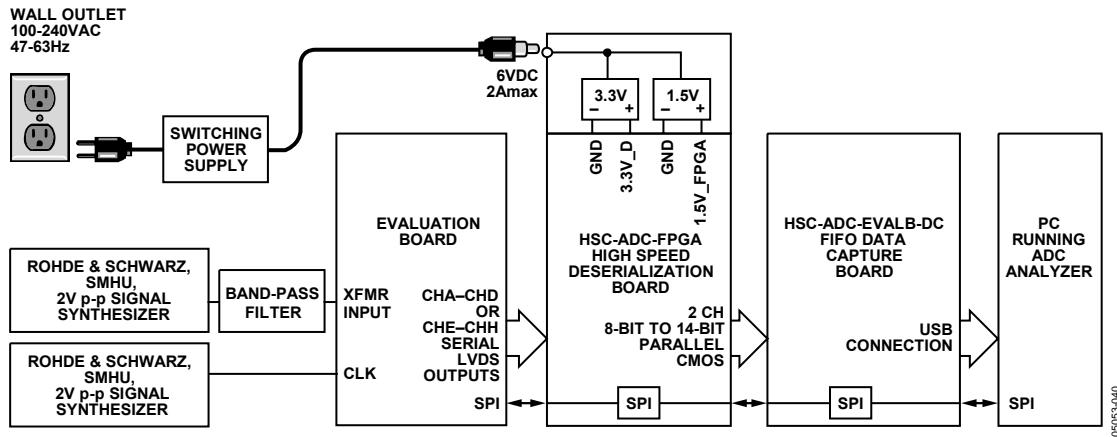 WALL OUTLET
100-240VAC
47-63Hz
6VDC
2Amax
SWITCHING
POWER
SUPPLY
3.3V
– +
1.5V
– +
GND
3.3V_D
GND
1.5V_FPGA
EVALUATION
BOARD
HSC-ADC-FPGA
HIGH SPEED
DESERIALIZATION
BOARD
HSC-ADC-EVALB-DC
FIFO DATA
CAPTURE
BOARD
PC
RUNNING
ADC
ANALYZER
ROHDE & SCHWARZ,
SMHU,
2V p-p SIGNAL
SYNTHESIZER
BAND-PASS
FILTER
XFMR
INPUT
CHA–CHD
OR
CHE–CHH
SERIAL
LVDS
OUTPUTS
2 CH
8-BIT TO 14-BIT
PARALLEL
CMOS
USB
CONNECTION
ROHDE & SCHWARZ,
SMHU,
2V p-p SIGNAL
SYNTHESIZER
CLK
SPI
SPI
SPI
SPI
05953-040